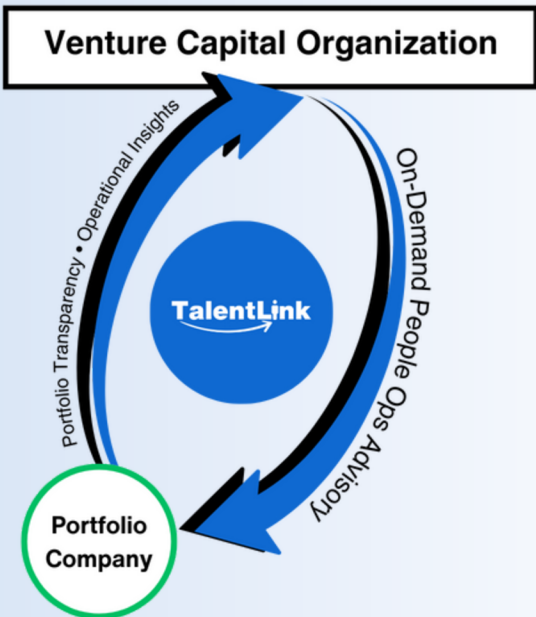 Venture Capital Organization
Portfolio Transparency • Operational Insights
On-Demand People Ops Advisory
TalentLink
Portfolio
Company